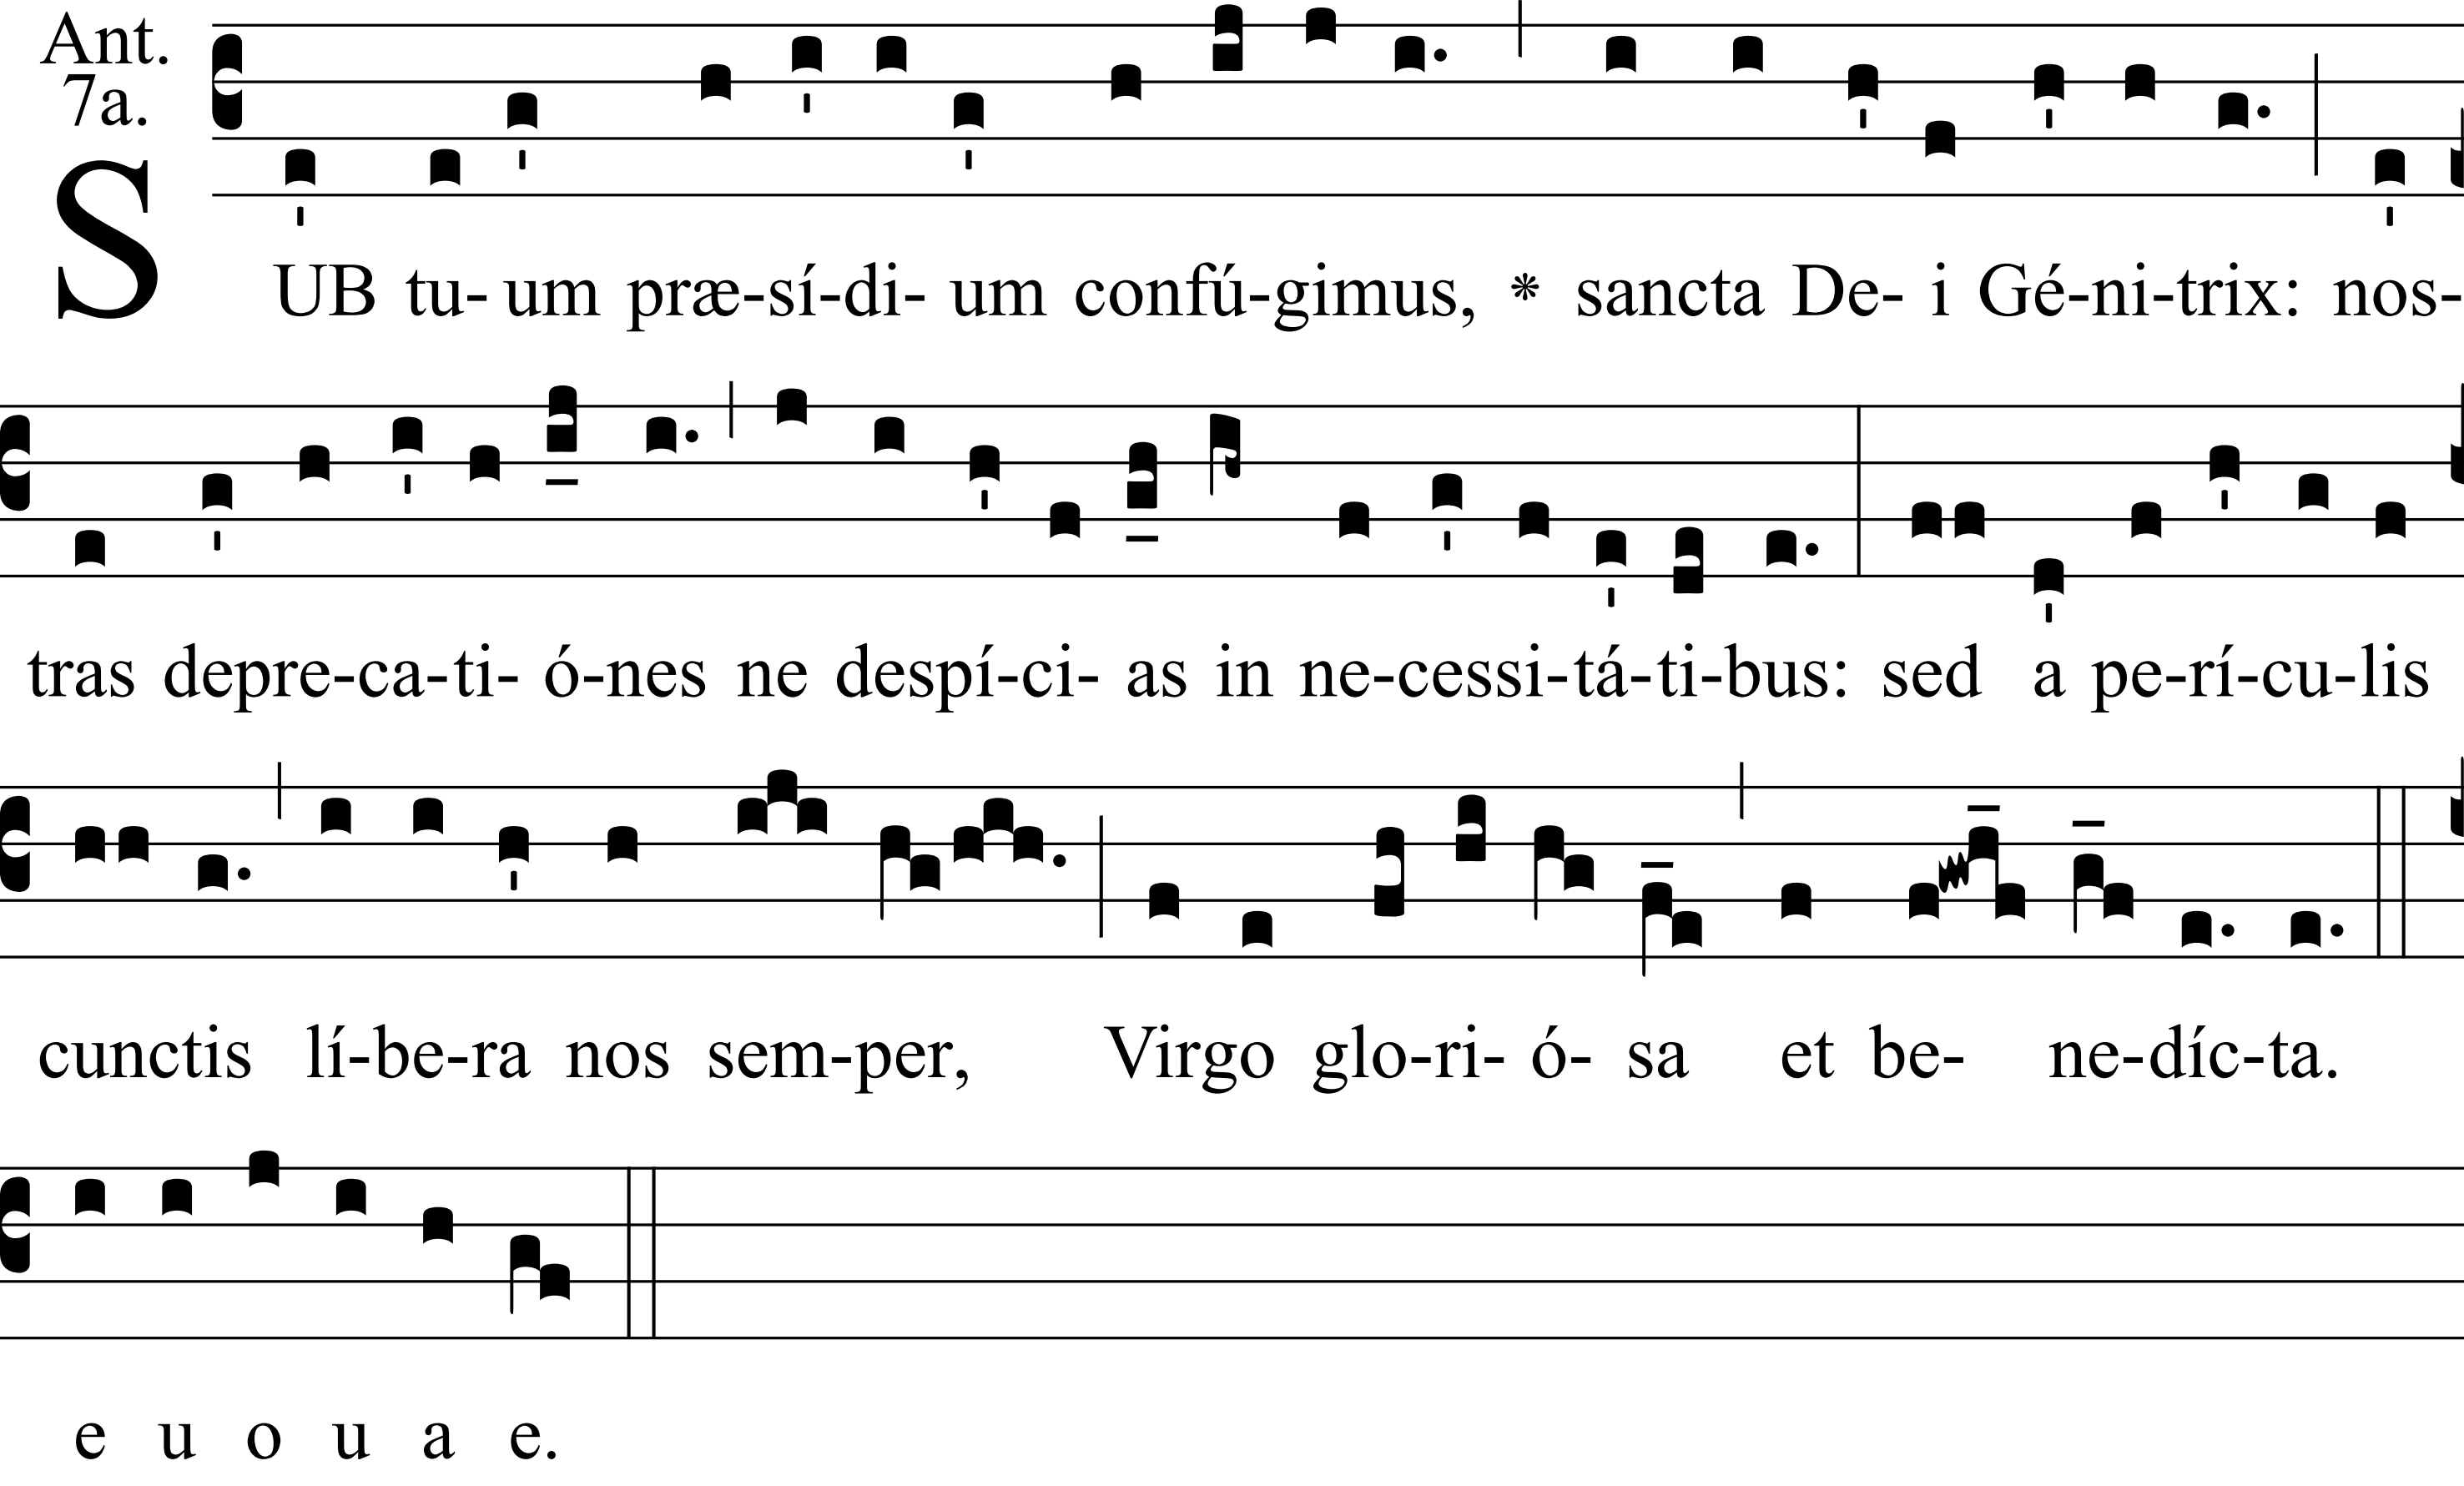 Ant.
7a.
SUB tu- um pre-sí-di- um confú-gimus, * sancta De- i Gé-ni-trix: nos-
tras depre-ca-ti- ó-nes ne despí-ci- as in ne-cessi-tá-ti-bus: sed a pe-rí-cu-lis
cunctis lí-be-ra nos sem-per, Virgo glo-ri- ó- sa et be- ne-díc-ta.
e u o u a e.